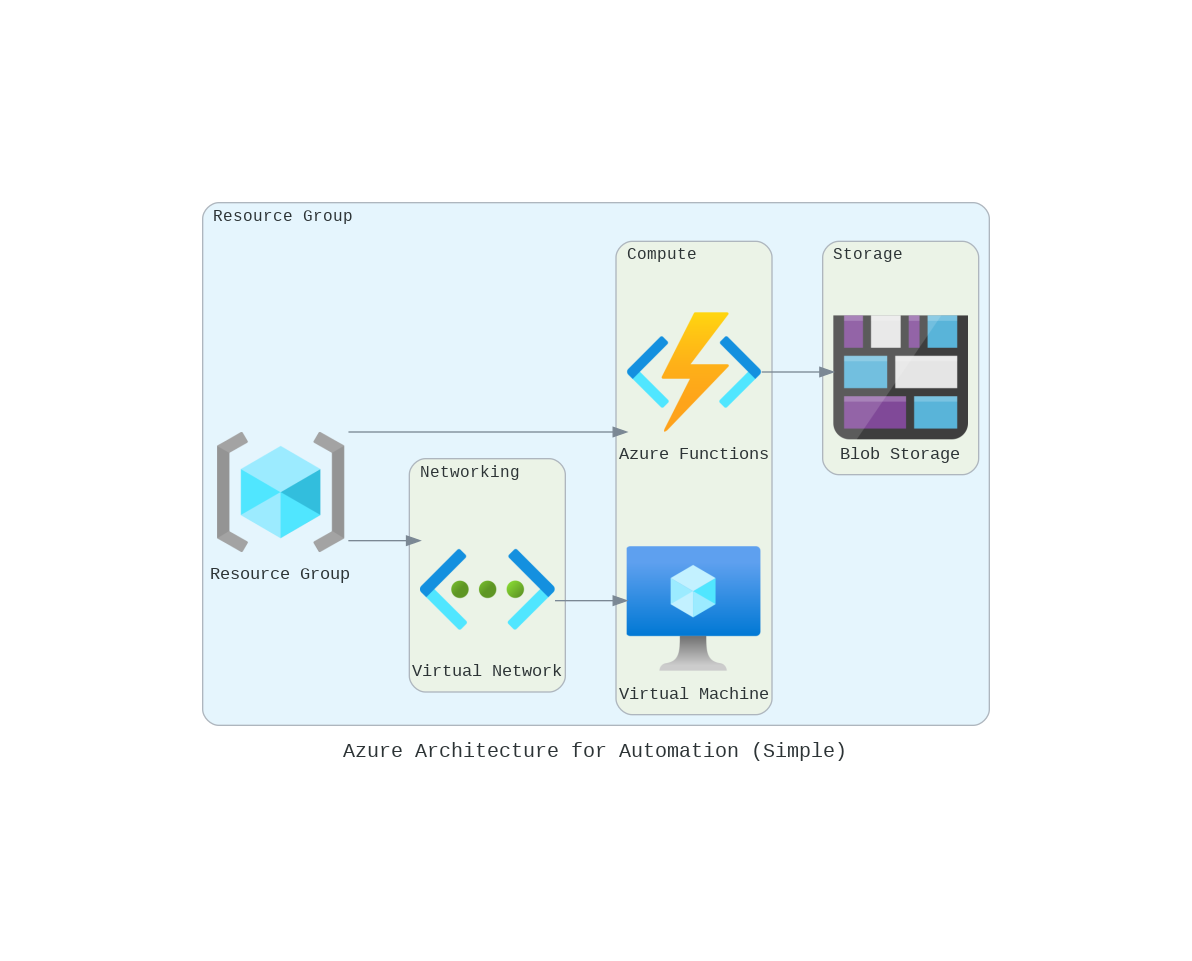 Resource Group
Compute
Storage
Azure Functions
Blob Storage
Networking
Resource Group
Virtual Network
Virtual Machine
Azure Architecture for Automation (Simple)